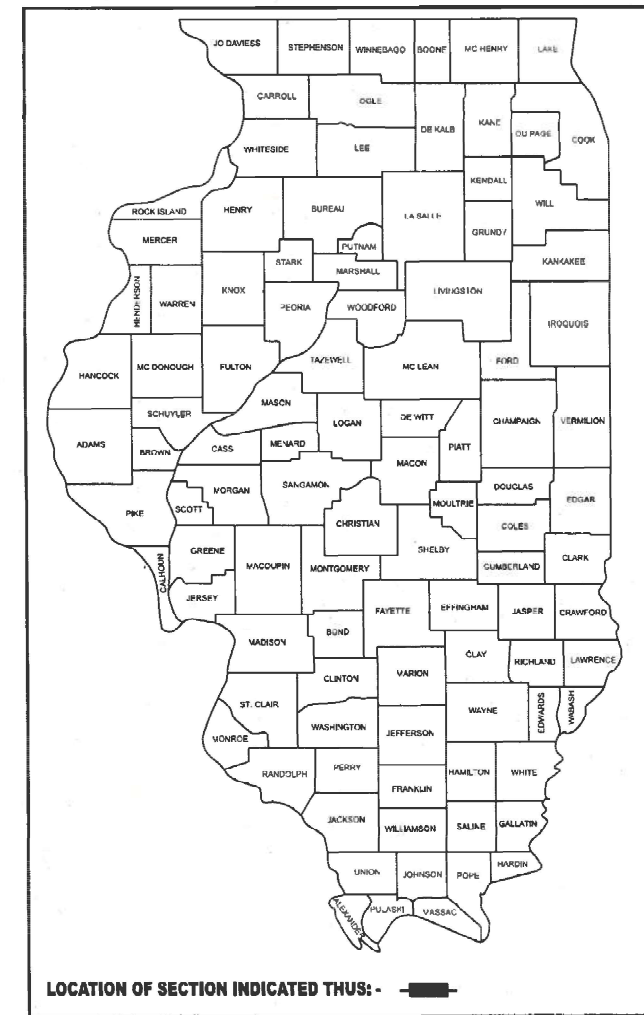 JO DAVIESS STEPHENSON WINNEBAGO BOONE MC HENRY LAKE
CARROLL OGLE DE KALB KANE DU PAGE COOK
WHITESIDE LEE KENDALL WILL
ROCK ISLAND HENRY BUREAU LA SALLE GRUNDY
MERCER PUTNAM KANKAKEE
STARK MARSHALL
HENDERSON WARREN KNOX PEORIA WOODFORD LIVINGSTON IROQUOIS
HANCOCK MC DONOUGH FULTON TAZEWELL MC LEAN FORD
MASON
SCHUYLER LOGAN DE WITT CHAMPAIGN VERMILION
ADAMS BROWN CASS MENARD MACON PIATT
PIKE SCOTT MORGAN SANGAMON MOULTRIE DOUGLAS EDGAR
CHRISTIAN COLES
CALHOUN GREENE MACOUPIN MONTGOMERY SHELBY CUMBERLAND CLARK
JERSEY FAYETTE EFFINGHAM JASPER CRAWFORD
MADISON BOND CLAY RICHLAND LAWRENCE
CLINTON MARION
ST. CLAIR WASHINGTON JEFFERSON WAYNE EDWARDS WABASH
MONROE
RANDOLPH PERRY FRANKLIN HAMILTON WHITE
JACKSON WILLIAMSON SALINE GALLATIN
UNION JOHNSON POPE HARDIN
ALEXANDER PULASKI VASSAC
LOCATION OF SECTION INDICATED THUS: -